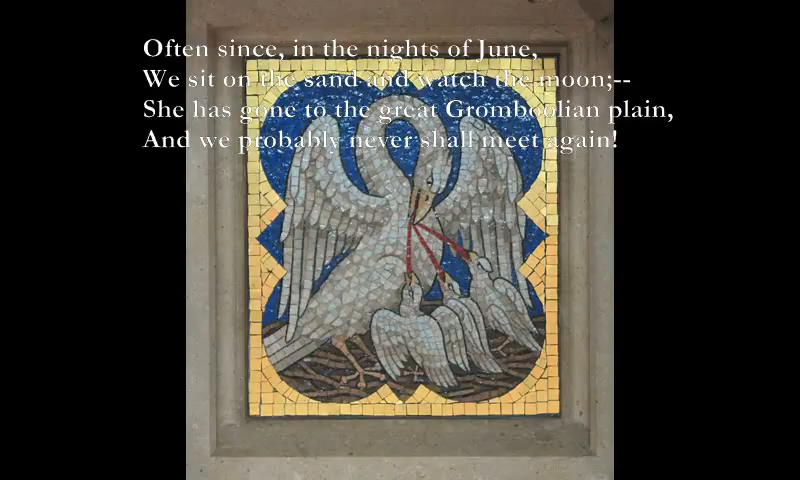 Often since, in the nights of June,
We sit on the sand and watch the moon;--
She has gone to the great Gromboolian plain,
And we probably never shall meet again!